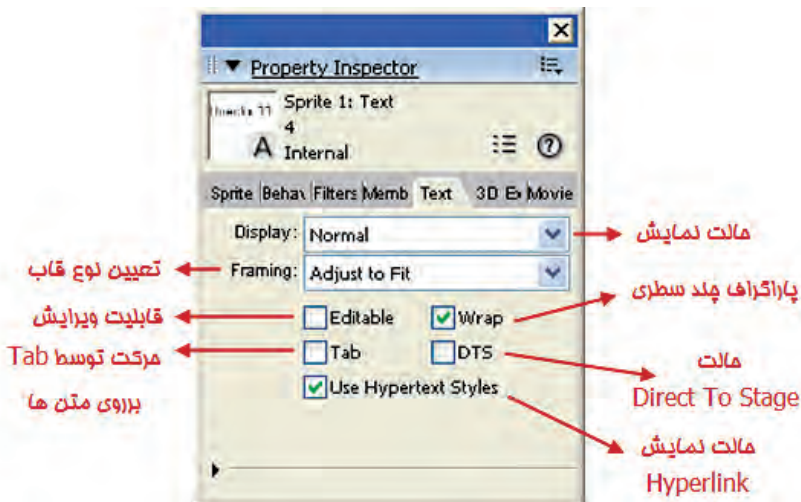 Property Inspector
Sprite 1: Text
4
A Internal
Sprite Behav Filters Memb Text 3D Ex Movie
Display: Normal
حالت نمایش
Framing: Adjust to Fit
تعیین نوع قاب
Editable
Wrap
قابلیت ویرایش
پاراگراف چند سطری
Tab
DTS
حرکت توسط Tab
برروی متن ها
حالت
Direct To Stage
Use Hypertext Styles
حالت نمایش
Hyperlink